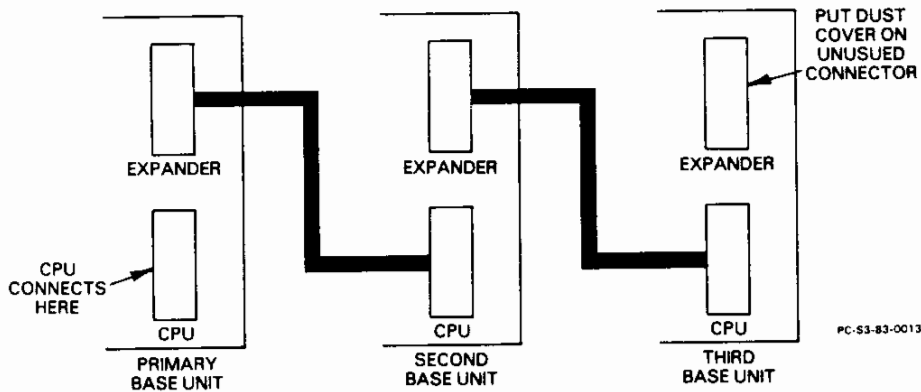 PUT DUST
COVER ON
UNUSUED
CONNECTOR
EXPANDER
EXPANDER
EXPANDER
CPU
CONNECTS
HERE
CPU
CPU
CPU
PC-S3-83-0013
PRIMARY
BASE UNIT
SECOND
BASE UNIT
THIRD
BASE UNIT